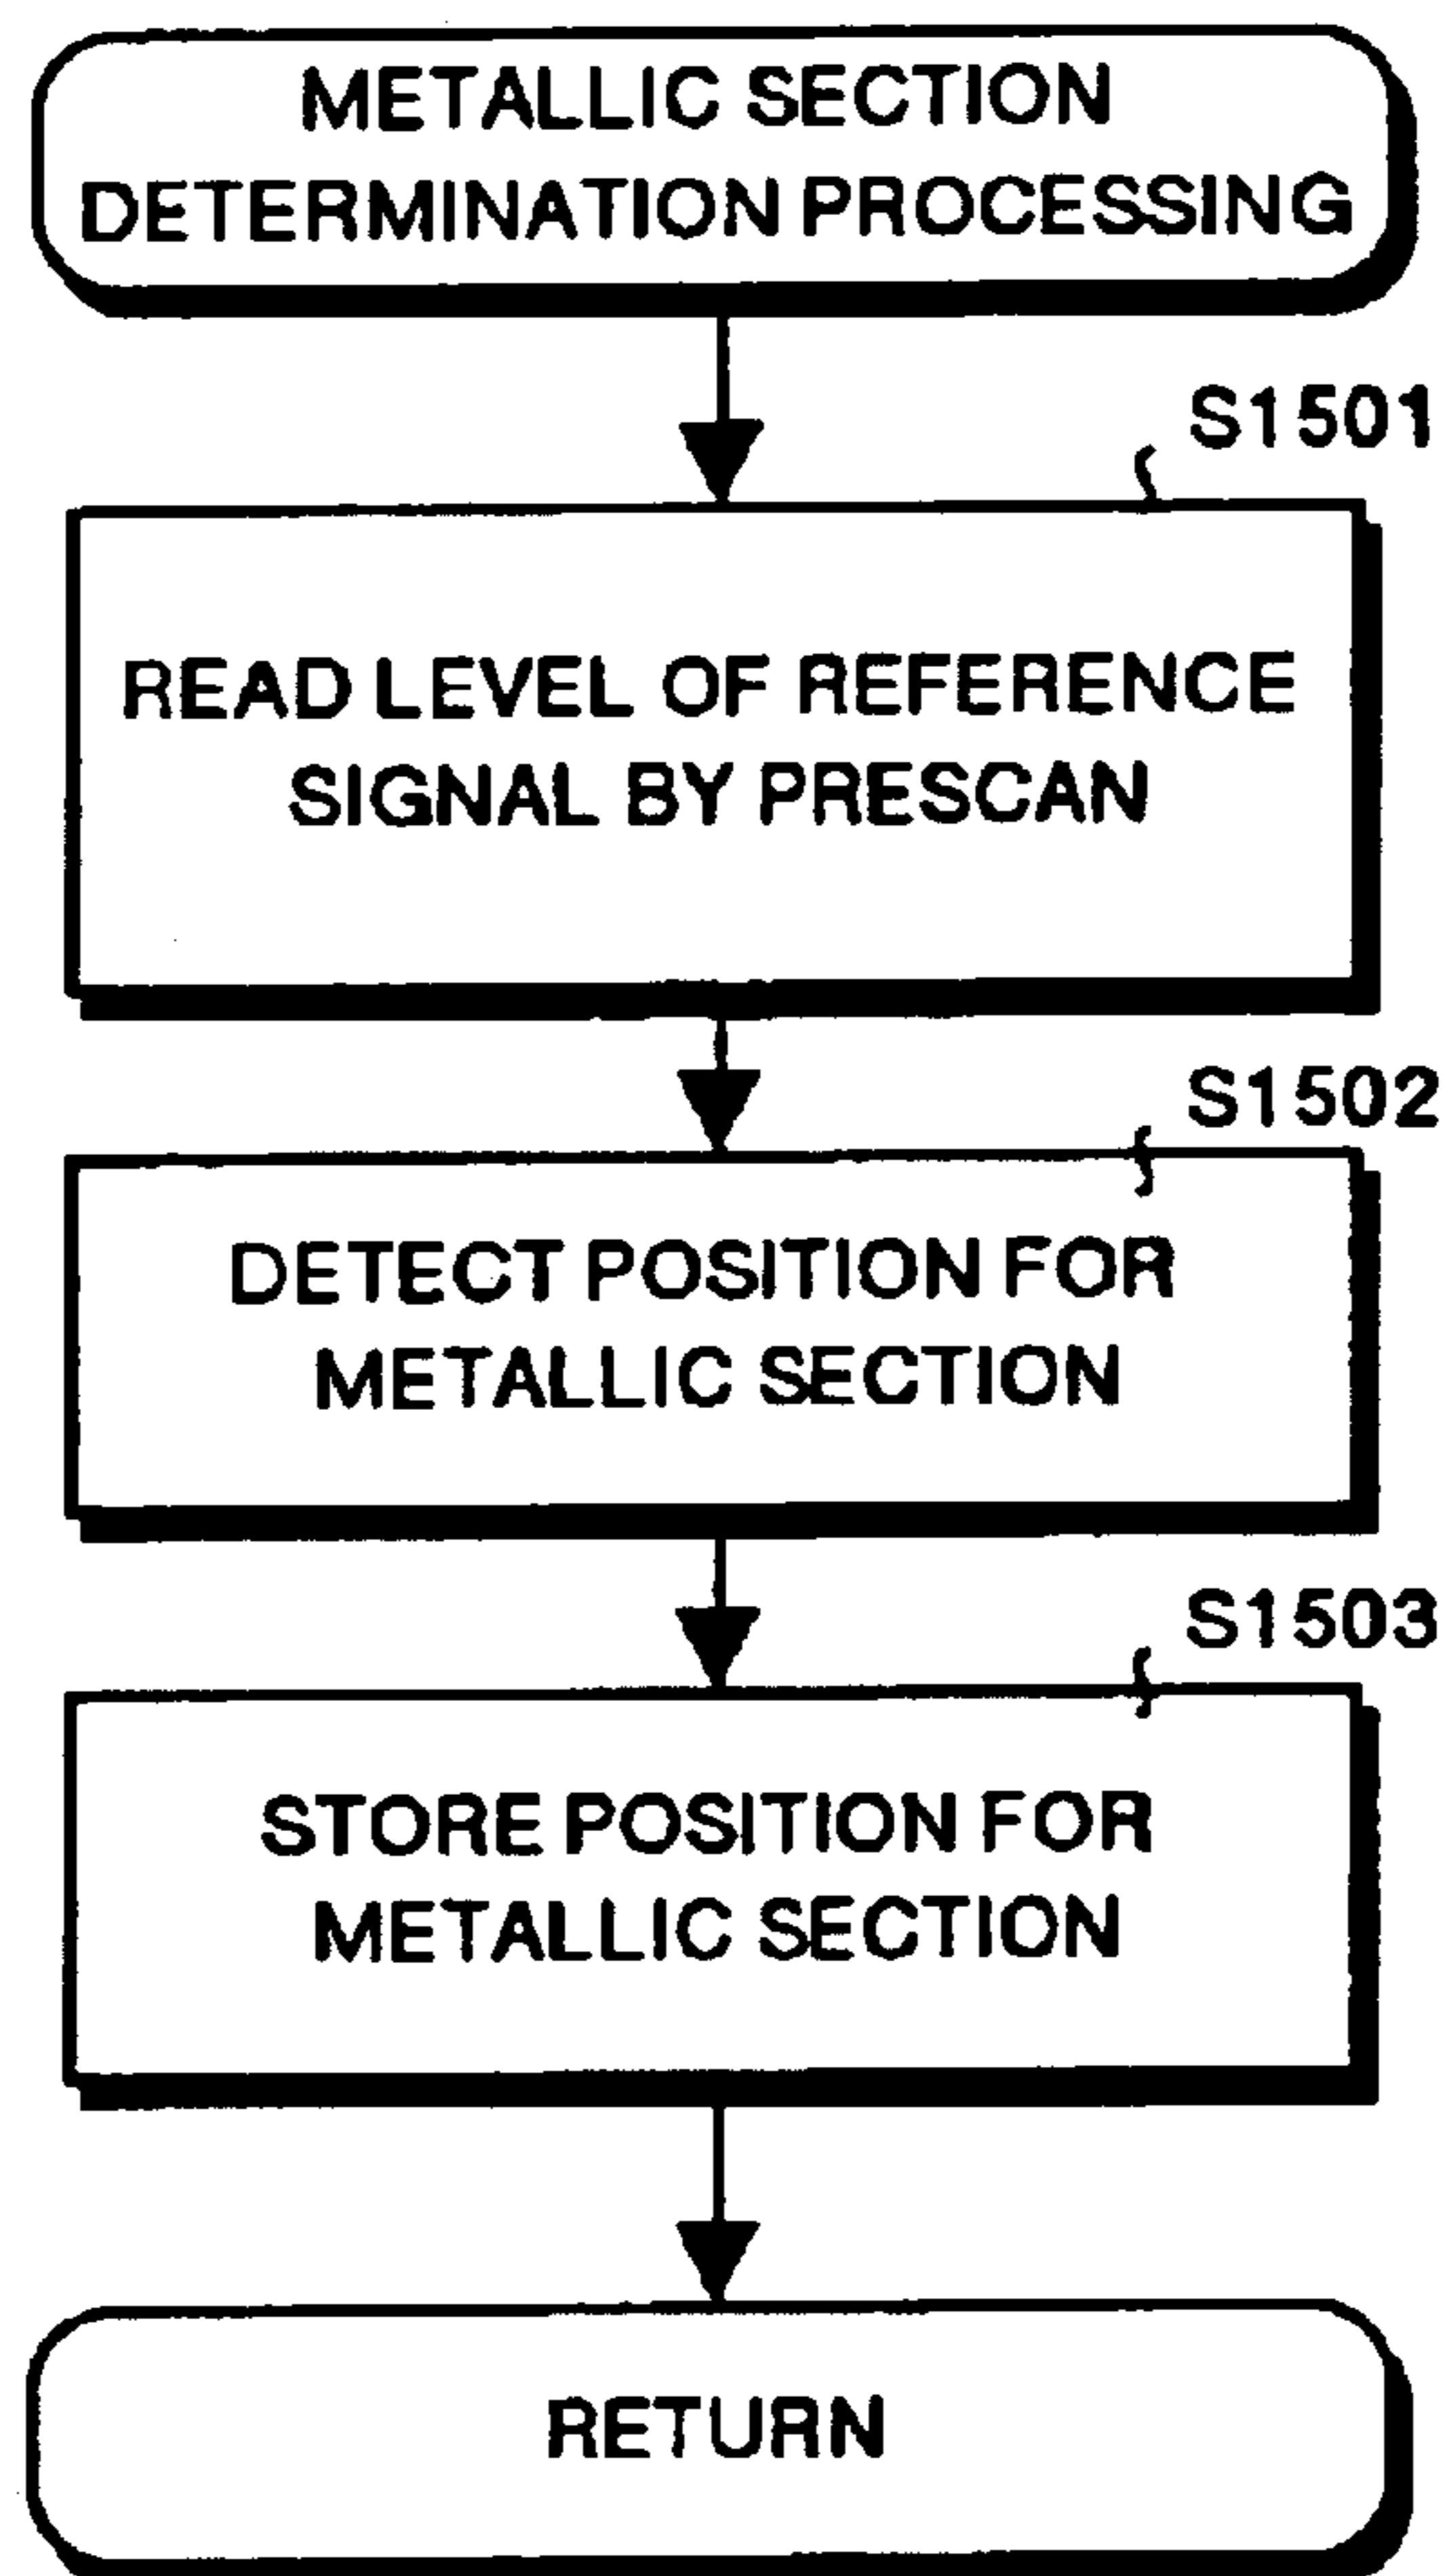 METALLIC SECTION
DETERMINATION PROCESSING
S1501
READ LEVEL OF REFERENCE
SIGNAL BY PRESCAN
S1502
DETECT POSITION FOR
METALLIC SECTION
S1503
STORE POSITION FOR
METALLIC SECTION
RETURN